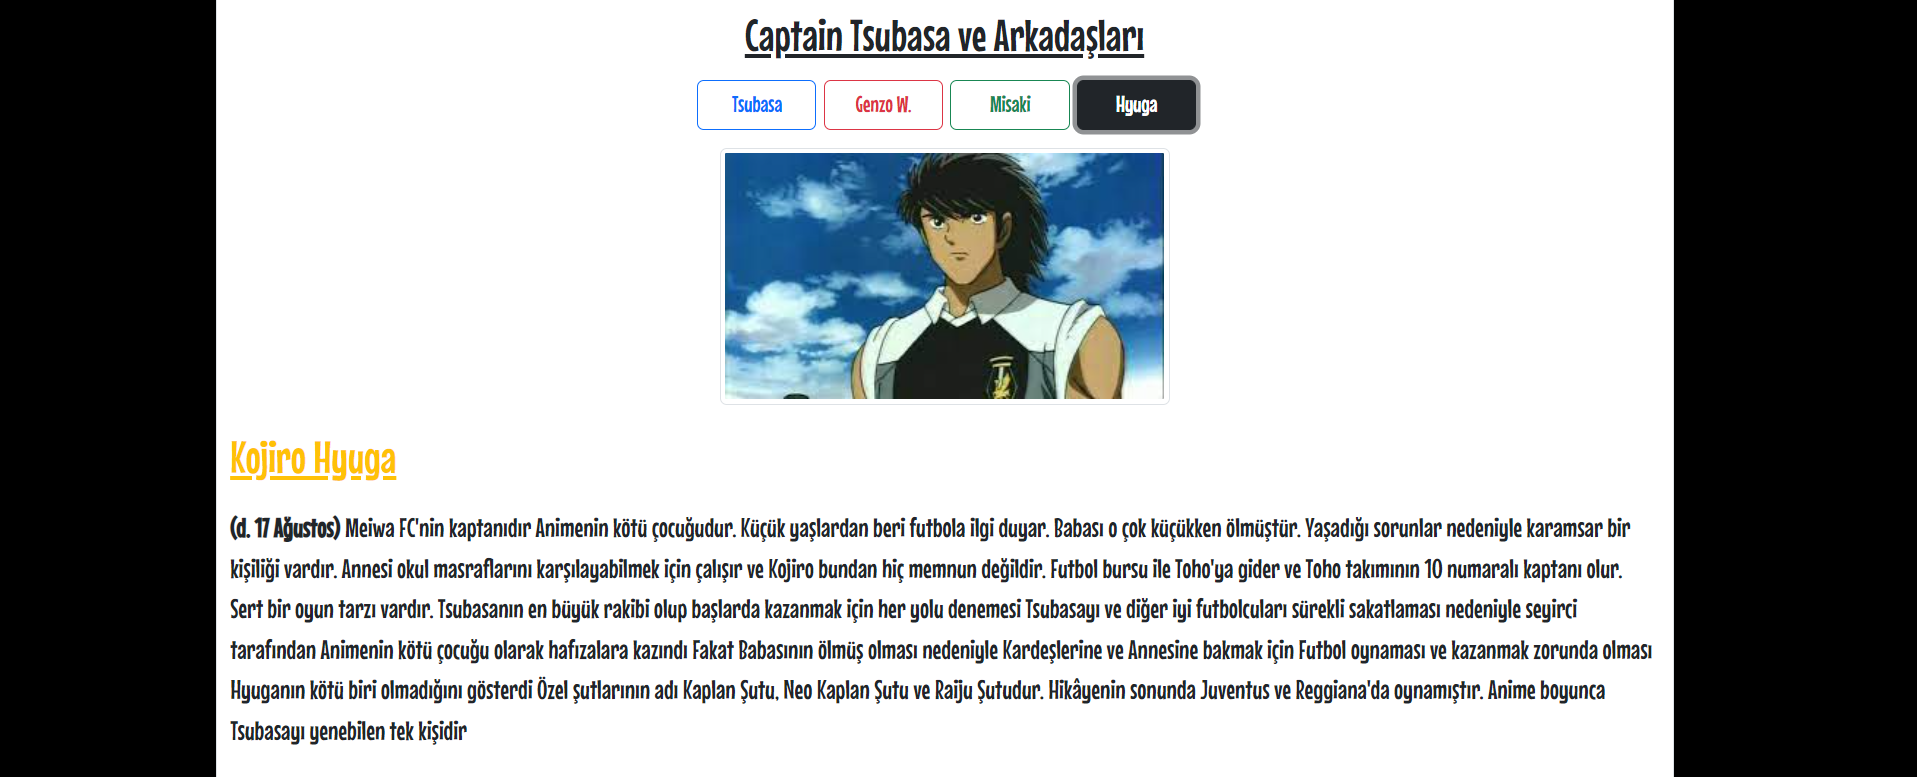 Captain Tsubasa ve Arkadaşları
Tsubasa
Genzo W.
Misaki
Hyuga
Kojiro Hyuga
(d. 17 Ağustos) Meiwa FC'nin kaptanıdır Animenin kötü çocuğudur. Küçük yaşlardan beri futbola ilgi duyar. Babası o çok küçükken ölmüştür. Yaşadığı sorunlar nedeniyle karamsar bir
kişiliği vardır. Annesi okul masraflarını karşılayabilmek için çalışır ve Kojiro bundan hiç memnun değildir. Futbol bursu ile Toho'ya gider ve Toho takımının 10 numaralı kaptanı olur.
Sert bir oyun tarzı vardır. Tsubasanın en büyük rakibi olup başlarda kazanmak için her yolu denemesi Tsubasayı ve diğer iyi futbolcuları sürekli sakatlaması nedeniyle seyirci
tarafından Animenin kötü çocuğu olarak hafızalara kazındı Fakat Babasının ölmüş olması nedeniyle Kardeşlerine ve Annesine bakmak için Futbol oynaması ve kazanmak zorunda olması
Hyuganın kötü biri olmadığını gösterdi Özel şutlarının adı Kaplan Şutu, Neo Kaplan Şutu ve Raiju Şutudur. Hikâyenin sonunda Juventus ve Reggiana'da oynamıştır. Anime boyunca
Tsubasayı yenebilen tek kişidir